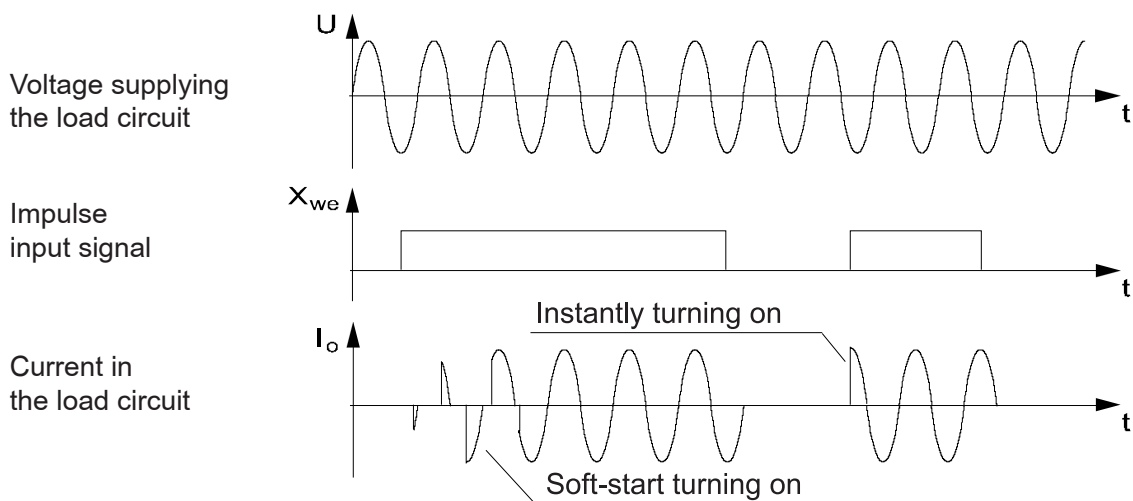 U
Voltage supplying
the load circuit
t
Xwe
Impulse
input signal
t
Instantly turning on
Io
Current in
the load circuit
t
Soft-start turning on